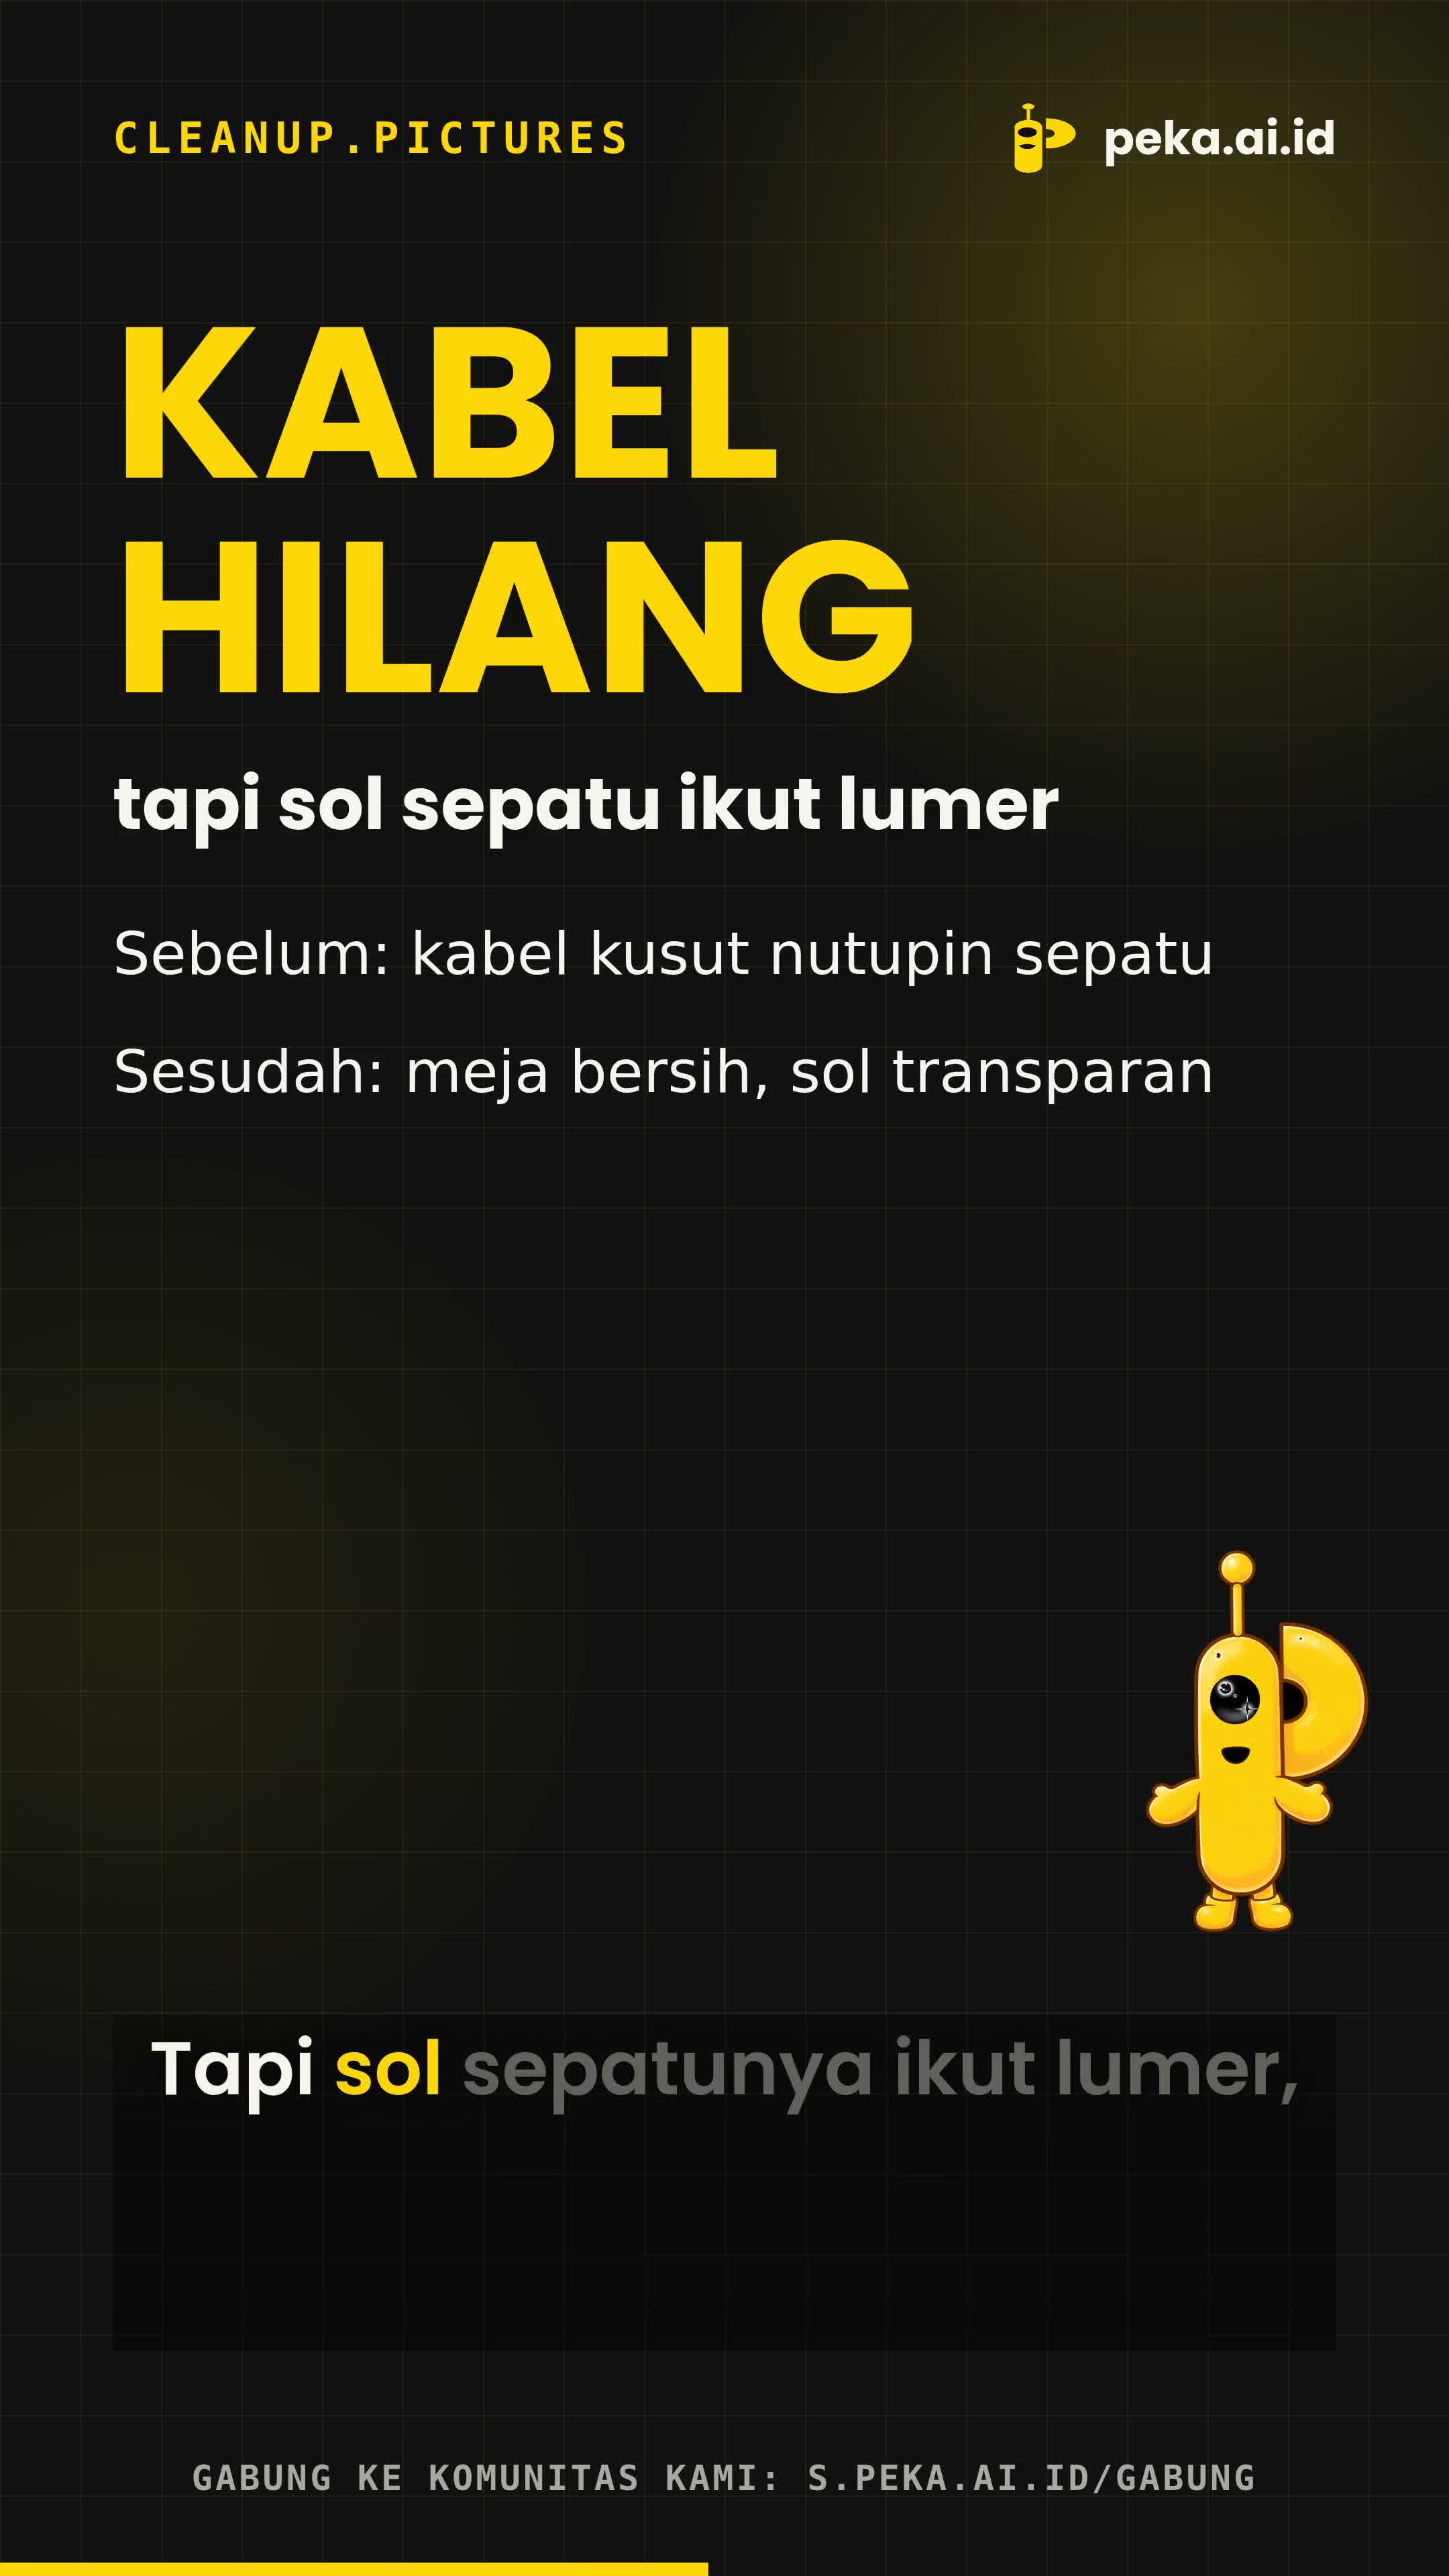 CLEANUP.PICTURES
peka.ai.id
KABEL
HILANG
tapi sol sepatu ikut lumer
Sebelum: kabel kusut nutupin sepatu
Sesudah: meja bersih, sol transparan
Tapi sol sepatunya ikut lumer,
GABUNG KE KOMUNITAS KAMI: S.PEKA.AI.ID/GABUNG